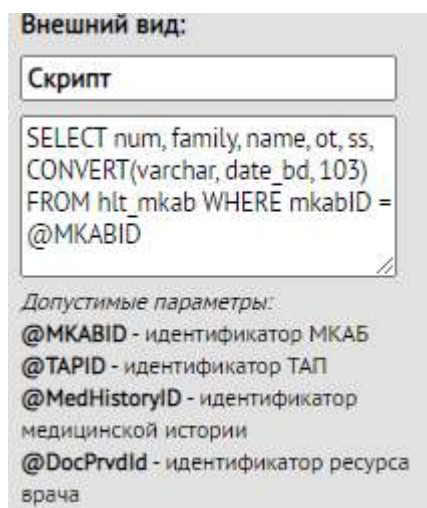 Внешний вид:
Скрипт
SELECT num, family, name, ot, ss,
CONVERT(varchar, date_bd, 103)
FROM hlt_mkab WHERE mkabID =
@MKABID
Допустимые параметры:
@MKABID - идентификатор МКАБ
@TAPID - идентификатор ТАП
@MedHistoryID - идентификатор
медицинской истории
@DocPrvdId - идентификатор ресурса
врача